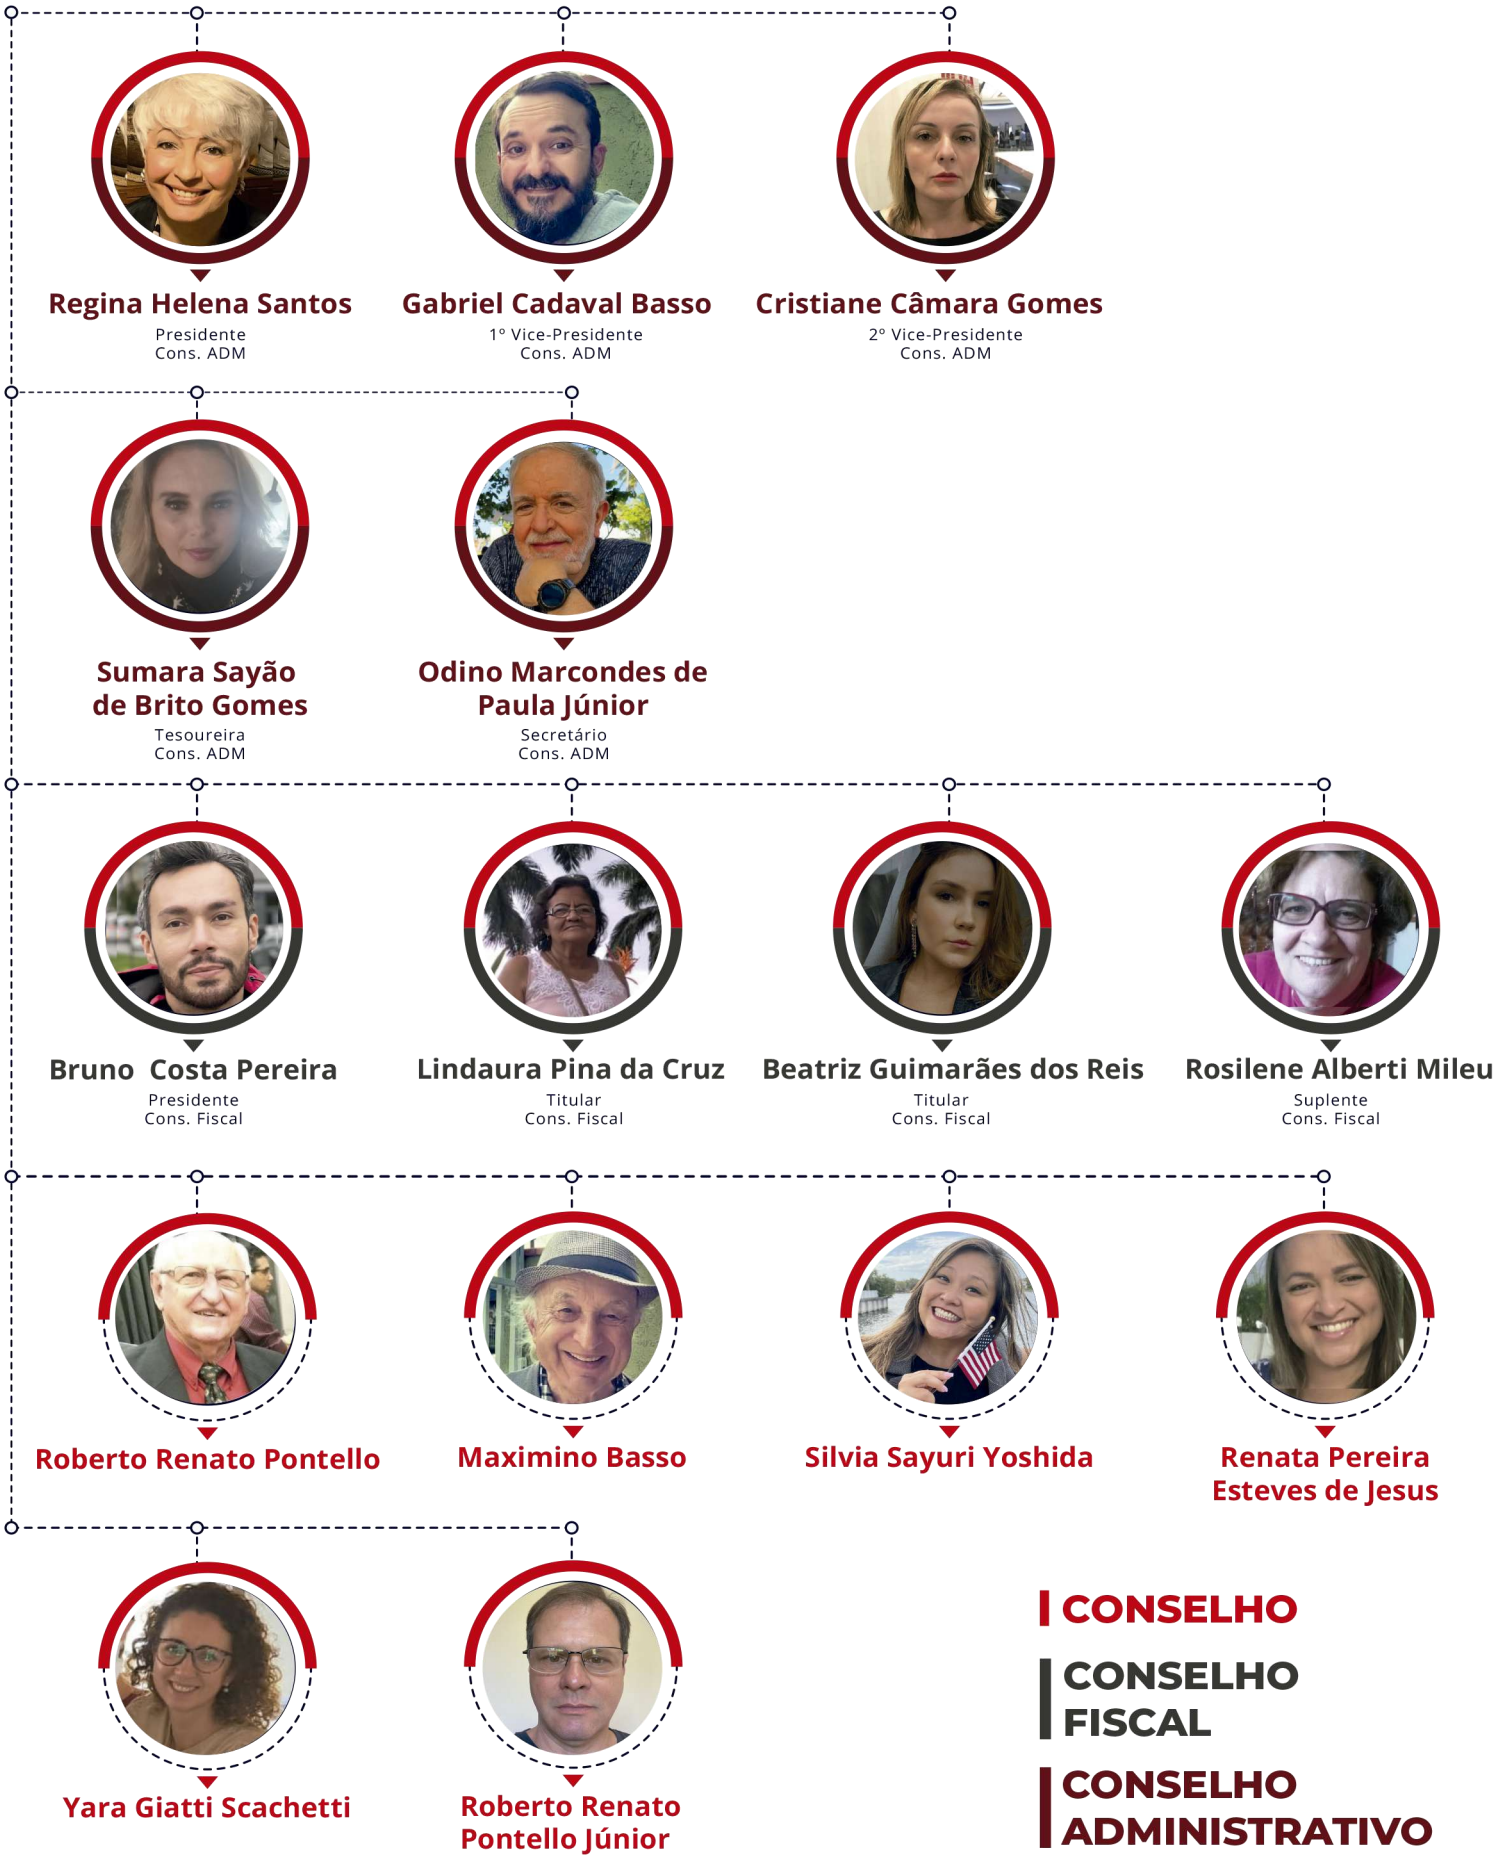 Regina Helena Santos
Presidente
Cons. ADM
Gabriel Cadaval Basso
1º Vice-Presidente
Cons. ADM
Cristiane Câmara Gomes
2º Vice-Presidente
Cons. ADM
Sumara Sayão
de Brito Gomes
Tesoureira
Cons. ADM
Odino Marcondes de
Paula Júnior
Secretário
Cons. ADM
Bruno Costa Pereira
Presidente
Cons. Fiscal
Lindaura Pina da Cruz
Titular
Cons. Fiscal
Beatriz Guimarães dos Reis
Titular
Cons. Fiscal
Rosilene Alberti Mileu
Suplente
Cons. Fiscal
Roberto Renato Pontello
Maximino Basso
Silvia Sayuri Yoshida
Renata Pereira
Esteves de Jesus
Yara Giatti Scachetti
Roberto Renato
Pontello Júnior
CONSELHO
CONSELHO
FISCAL
CONSELHO
ADMINISTRATIVO